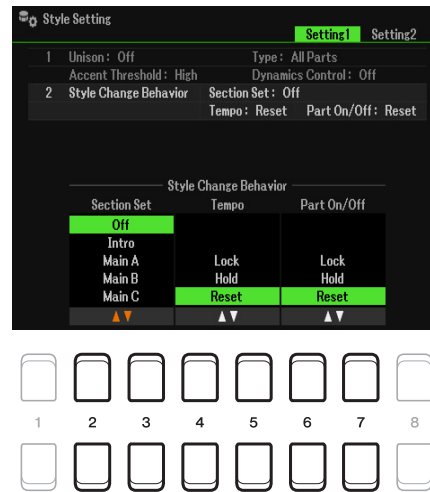 Style Setting
Setting1 Setting2
1 Unison: Off Type: All Parts
Accent Threshold: High Dynamics Control: Off
2 Style Change Behavior Section Set: Off
Tempo: Reset Part On/Off: Reset
Style Change Behavior
Section Set Tempo Part On/Off
Off
Intro
Main A Lock Lock
Main B Hold Hold
Main C Reset Reset
1 2 3 4 5 6 7 8